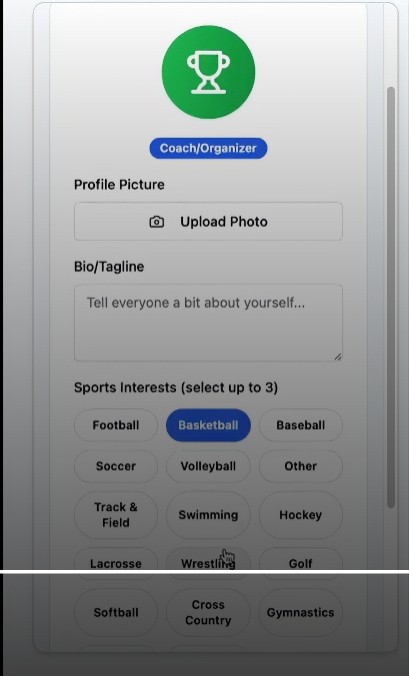 Coach/Organizer
Profile Picture
Upload Photo
Bio/Tagline
Tell everyone a bit about yourself...
Sports Interests (select up to 3)
Football Basketball Baseball
Soccer Volleyball Other
Track &
Field Swimming Hockey
Lacrosse Wrestling Golf
Softball Cross
Country Gymnastics